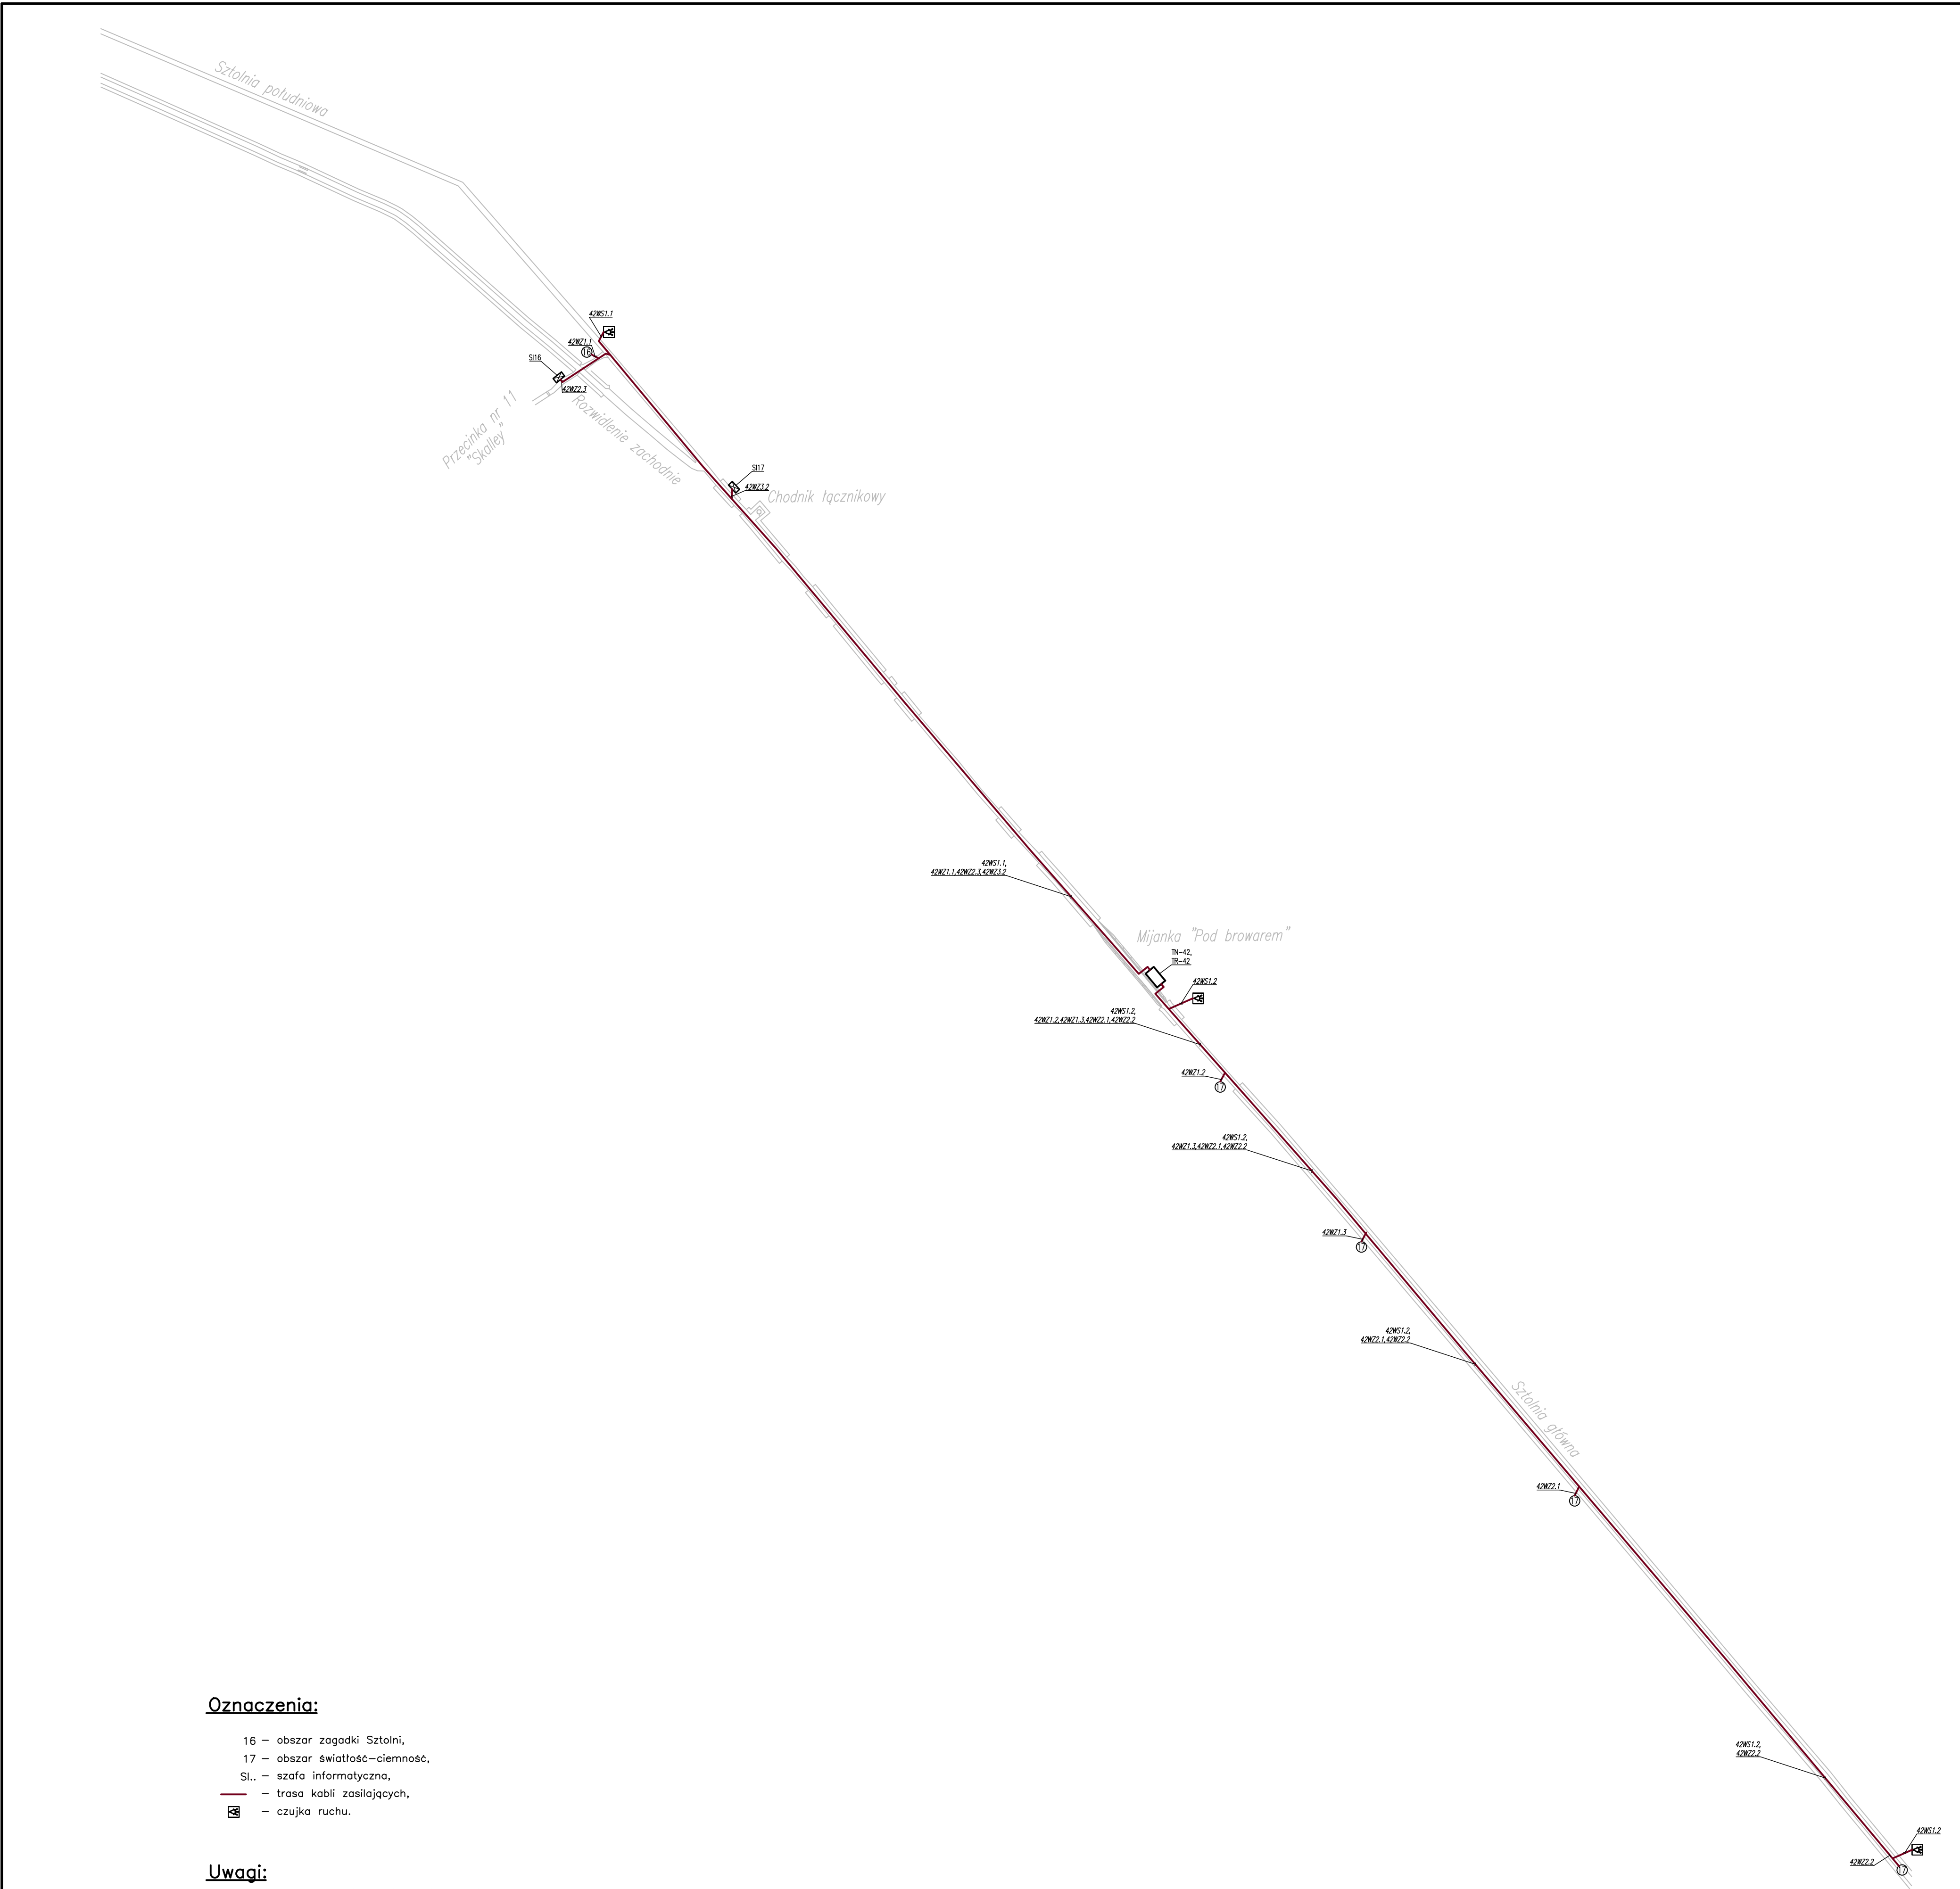 Sztolnia południowa
42WS1.1
42WZ1.1
16
SI16
42WZ2.3
Przecinka nr 11
"Skalley"
Rozwidlenie zachodnie
SI17
42WZ3.2
Chodnik łącznikowy
42WS1.1,
42WZ1.1,42WZ2.3,42WZ3.2
Mijanka "Pod browarem"
TN-42,
TR-42
42WS1.2
42WS1.2,
42WZ1.2,42WZ1.3,42WZ2.1,42WZ2.2
42WZ1.2
17
42WS1.2,
42WZ1.3,42WZ2.1,42WZ2.2
42WZ1.3
17
42WS1.2,
42WZ2.1,42WZ2.2
Sztolnia główna
42WZ2.1
17
42WS1.2,
42WZ2.2
42WS1.2
42WZ2.2
17
Oznaczenia:
16 – obszar zagadki Sztolni,
17 – obszar światłość–ciemność,
SI.. – szafa informatyczna,
– trasa kabli zasilających,
– czujka ruchu.
Uwagi: